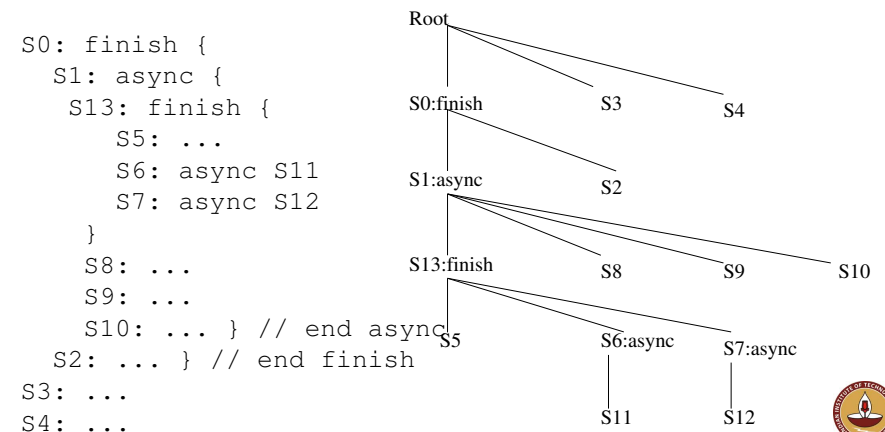 S0: finish {
S1: async {
S13: finish {
S5: ...
S6: async S11
S7: async S12
}
S8: ...
S9: ...
S10: ... } // end async
S2: ... } // end finish
S3: ...
S4: ...
Root
S0:finish S3 S4
S1:async S2
S13:finish S8 S9 S10
S5 S6:async S7:async
S11 S12